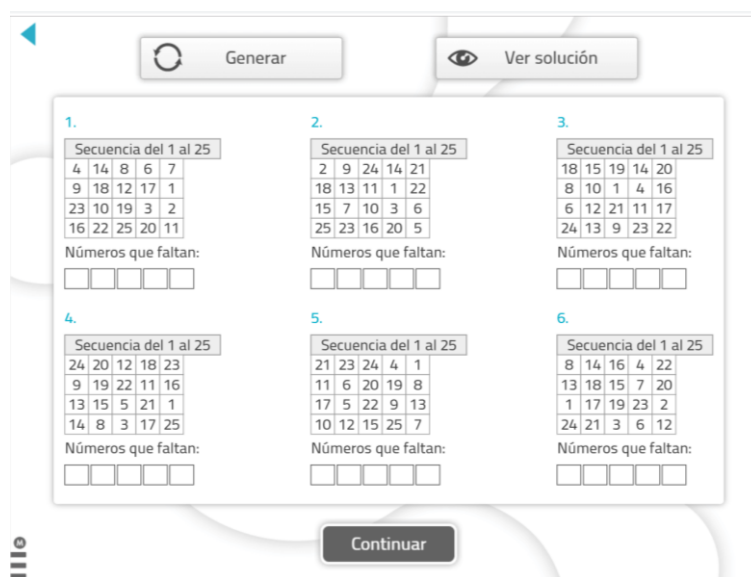 Generar
Ver solución
1.
Secuencia del 1 al 25
4 14 8 6 7
9 18 12 17 1
23 10 19 3 2
16 22 25 20 11
Números que faltan:
2.
Secuencia del 1 al 25
2 9 24 14 21
18 13 11 1 22
15 7 10 3 6
25 23 16 20 5
Números que faltan:
3.
Secuencia del 1 al 25
18 15 19 14 20
8 10 1 4 16
6 12 21 11 17
24 13 9 23 22
Números que faltan:
4.
Secuencia del 1 al 25
24 20 12 18 23
9 19 22 11 16
13 15 5 21 1
14 8 3 17 25
Números que faltan:
5.
Secuencia del 1 al 25
21 23 24 4 1
11 6 20 19 8
17 5 22 9 13
10 12 15 25 7
Números que faltan:
6.
Secuencia del 1 al 25
8 14 16 4 22
13 18 15 7 20
1 17 19 23 2
24 21 3 6 12
Números que faltan:
Continuar